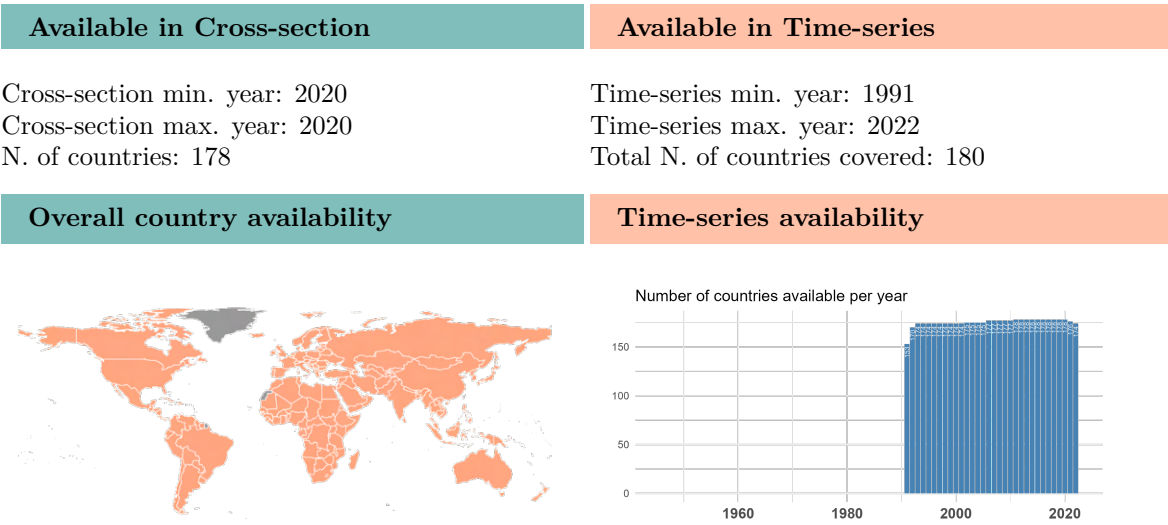 Available in Cross-section
Available in Time-series
Cross-section min. year: 2020
Cross-section max. year: 2020
N. of countries: 178
Time-series min. year: 1991
Time-series max. year: 2022
Total N. of countries covered: 180
Overall country availability
Time-series availability
Number of countries available per year
150
100
50
0
1960
1980
2000
2020